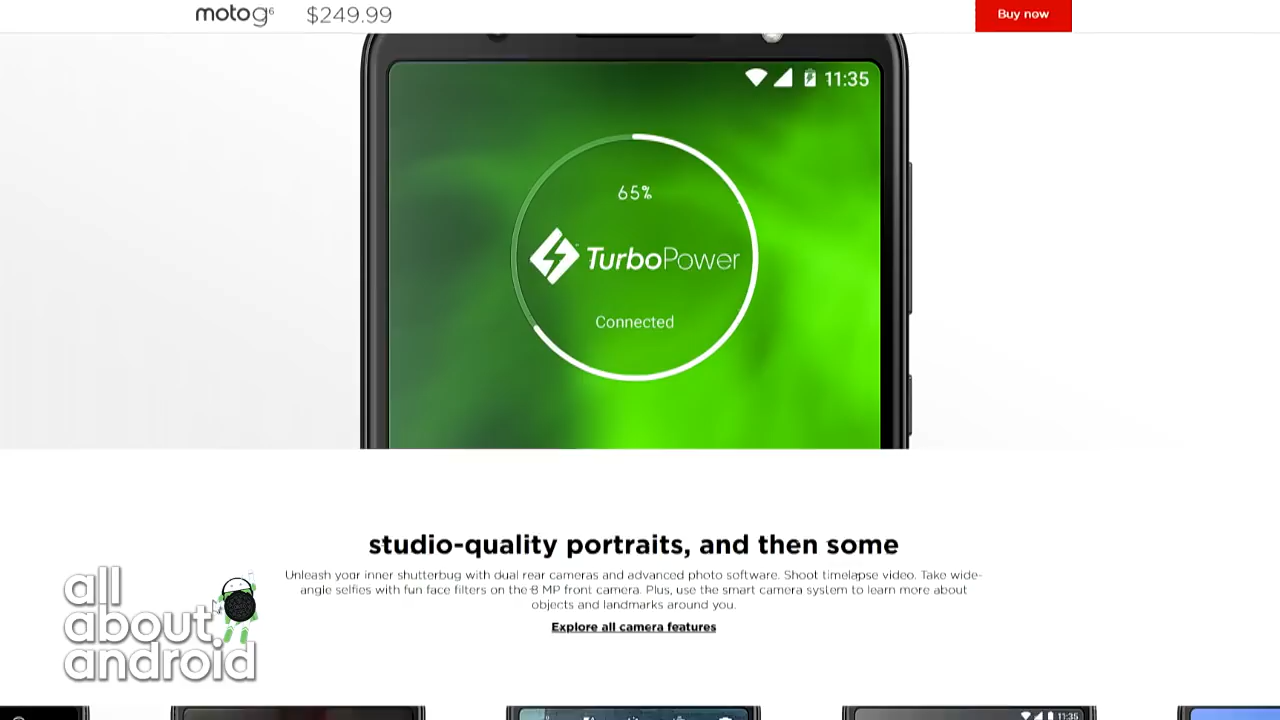 moto g6 $249.99 Buy now
11:35
65%
TurboPower
Connected
studio-quality portraits, and then some
Unleash your inner shutterbug with dual rear cameras and advanced photo software. Shoot timelapse video. Take wide-
angle selfies with fun face filters on the 8 MP front camera. Plus, use the smart camera system to learn more about
objects and landmarks around you.
Explore all camera features
all
about
android
11:35